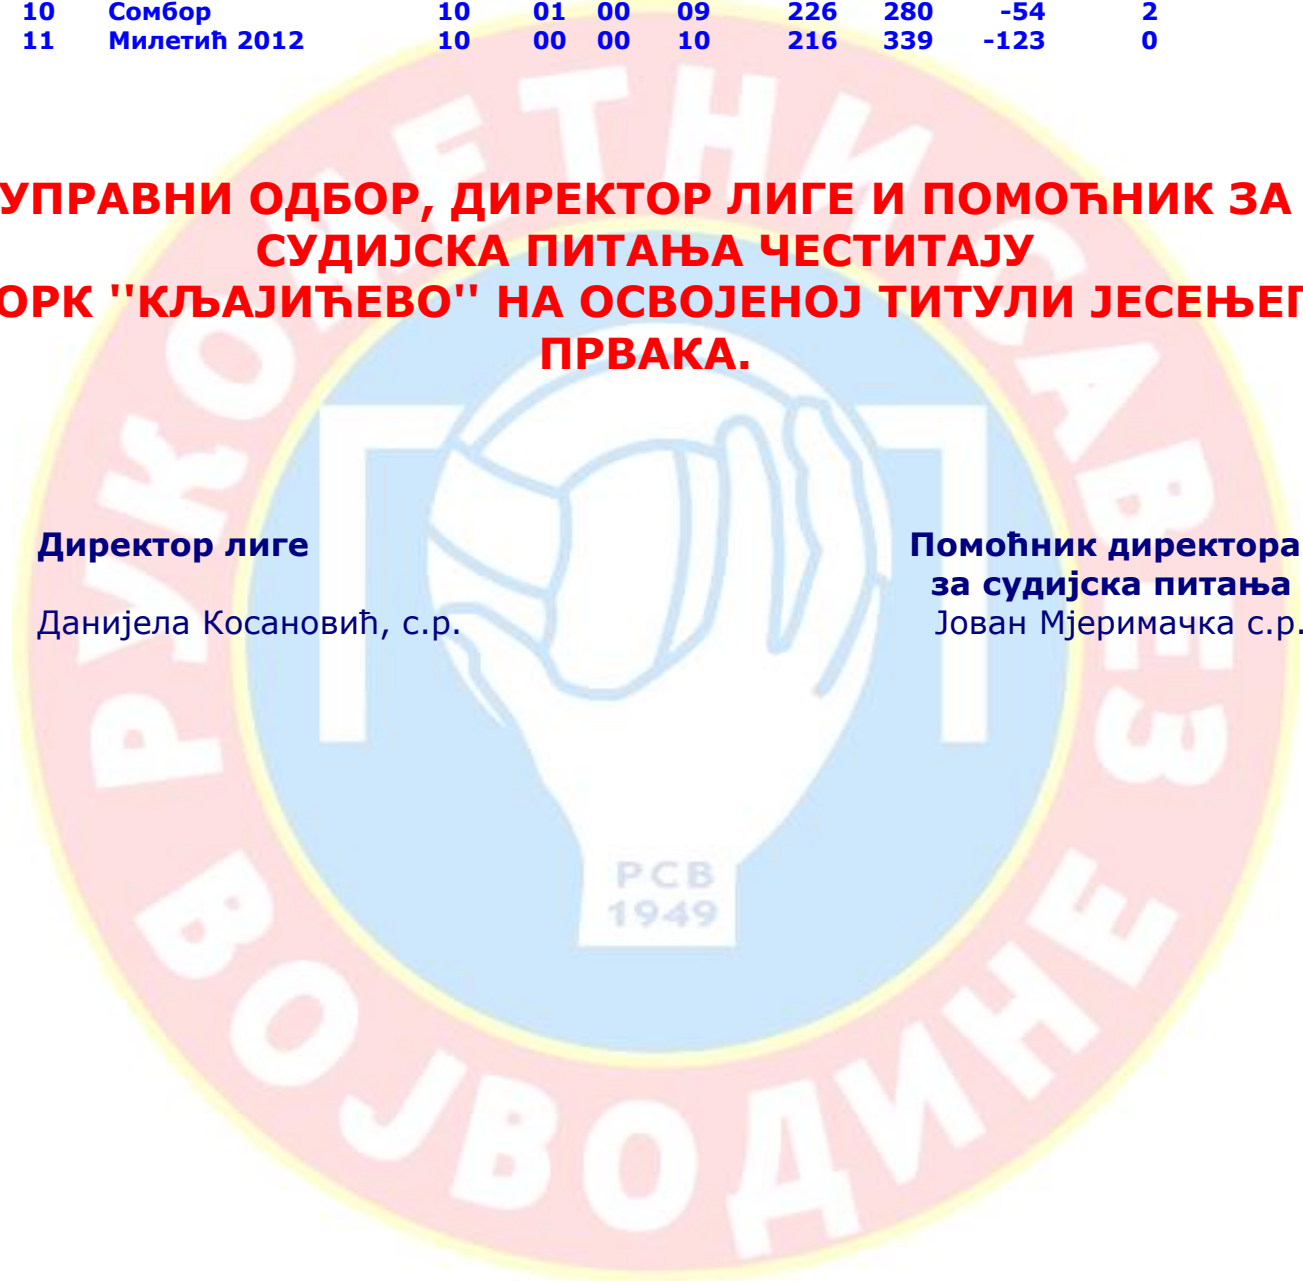 10 Сомбор 10 01 00 09 226 280 -54 2
11 Милетић 2012 10 00 00 10 216 339 -123 0
УПРАВНИ ОДБОР, ДИРЕКТОР ЛИГЕ И ПОМОЋНИК ЗА
СУДИЈСКА ПИТАЊА ЧЕСТИТАЈУ
ОРК ''КЉАЈИЋЕВО'' НА ОСВОЈЕНОЈ ТИТУЛИ ЈЕСЕЊЕГ
ПРВАКА.
Директор лиге
Помоћник директора
за судијска питања
Данијела Косановић, с.р.
Јован Мјеримачка с.р.
РУКОМЕТНИ САВЕЗ
ВОЈВОДИНЕ
РСВ
1949